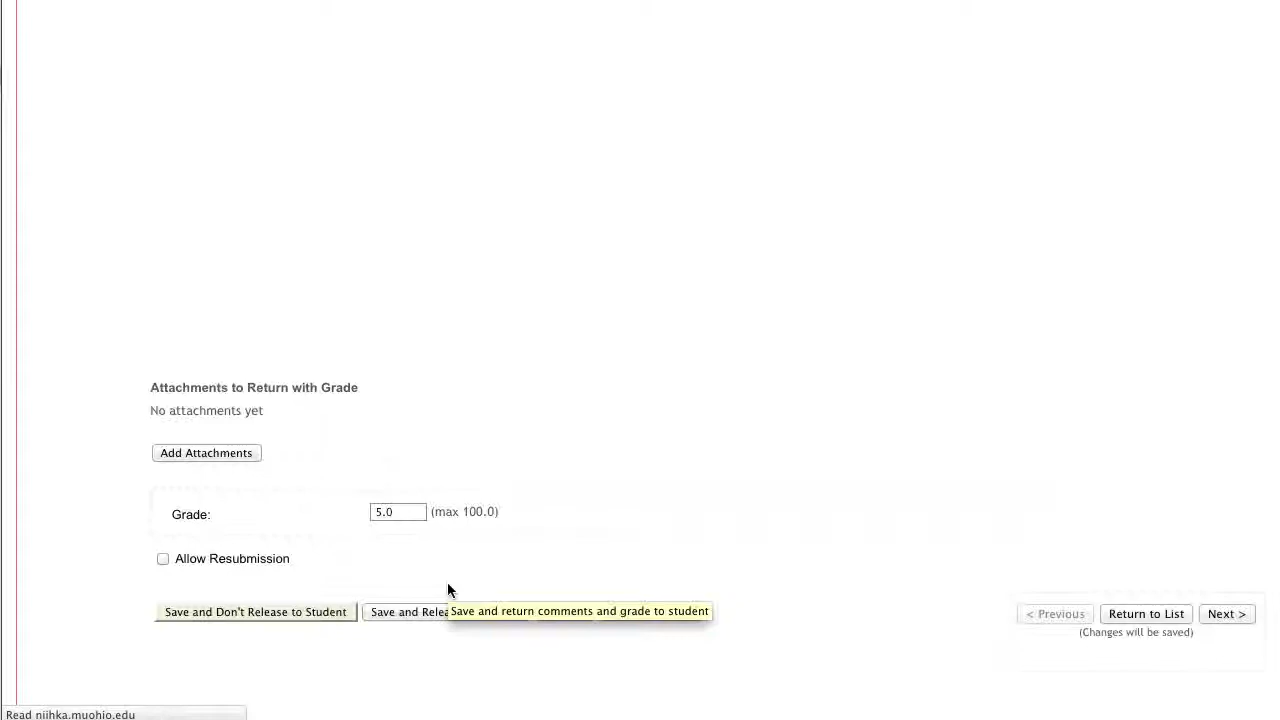 Attachments to Return with Grade
No attachments yet
Add Attachments
Grade:
5.0
(max 100.0)
Allow Resubmission
Save and Don't Release to Student
Save and Relea
Save and return comments and grade to student
< Previous
Return to List
Next >
(Changes will be saved)
Read niihka.muohio.edu